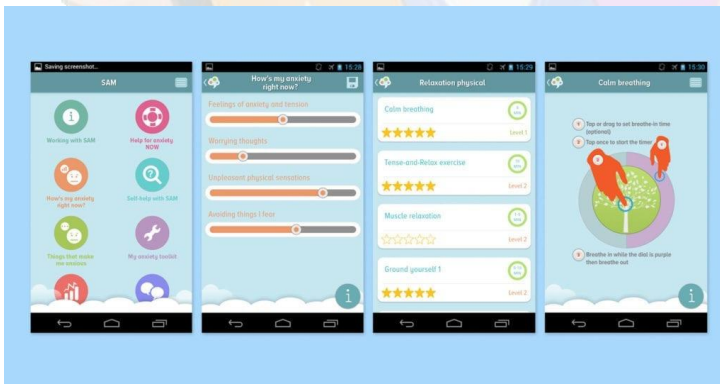 Saving screenshot...
SAM
Working with SAM
Help for anxiety
NOW
How's my anxiety
right now?
Self-help with SAM
Things that make
me anxious
My anxiety toolkit
15:28
How's my anxiety
right now?
Feelings of anxiety and tension
Worrying thoughts
Unpleasant physical sensations
Avoiding things I fear
i
15:29
Relaxation physical
Calm breathing
Level 1
Tense-and-Relax exercise
Level 2
Muscle relaxation
Level 2
Ground yourself 1
Level 2
15:30
Calm breathing
Tap or drag to set breathe-in time
(optional)
Tap once to start the timer
Breathe in while the dial is purple
then breathe out
i